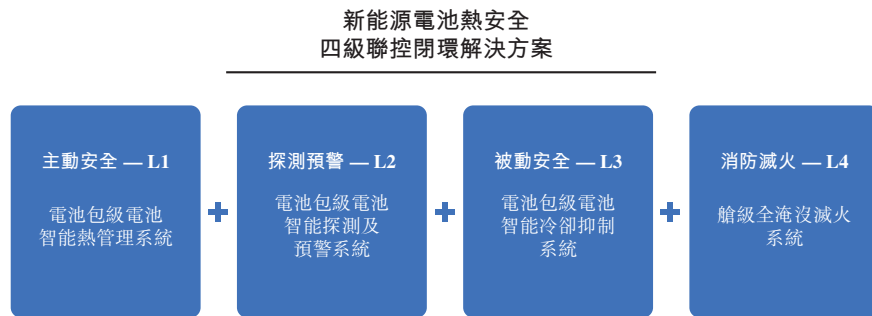 新能源電池熱安全
四級聯控閉環解決方案
主動安全 — L1
電池包級電池
智能熱管理系統
探測預警 — L2
電池包級電池
智能探測及
預警系統
被動安全 — L3
電池包級電池
智能冷卻抑制
系統
消防滅火 — L4
艙級全淹沒滅火
系統